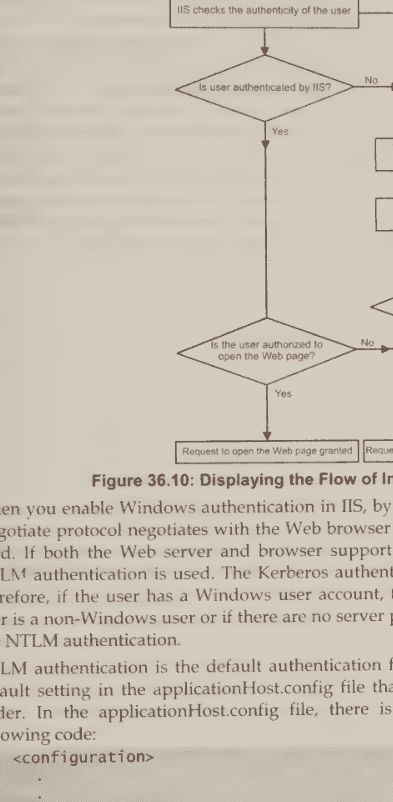 IIS checks the authenticity of the user
Is user authenticated by IIS?
No
Yes
Is the user authorized to
open the Web page?
No
Yes
Request to open the Web page granted
Reque
Figure 36.10: Displaying the Flow of In
en you enable Windows authentication in IIS, by
gotiate protocol negotiates with the Web browser
d. If both the Web server and browser support
LM authentication is used. The Kerberos authent
refore, if the user has a Windows user account, t
r is a non-Windows user or if there are no server p
NTLM authentication.
LM authentication is the default authentication f
ault setting in the applicationHost.config file tha
der. In the applicationHost.config file, there is
owing code:
<configuration>
.
.